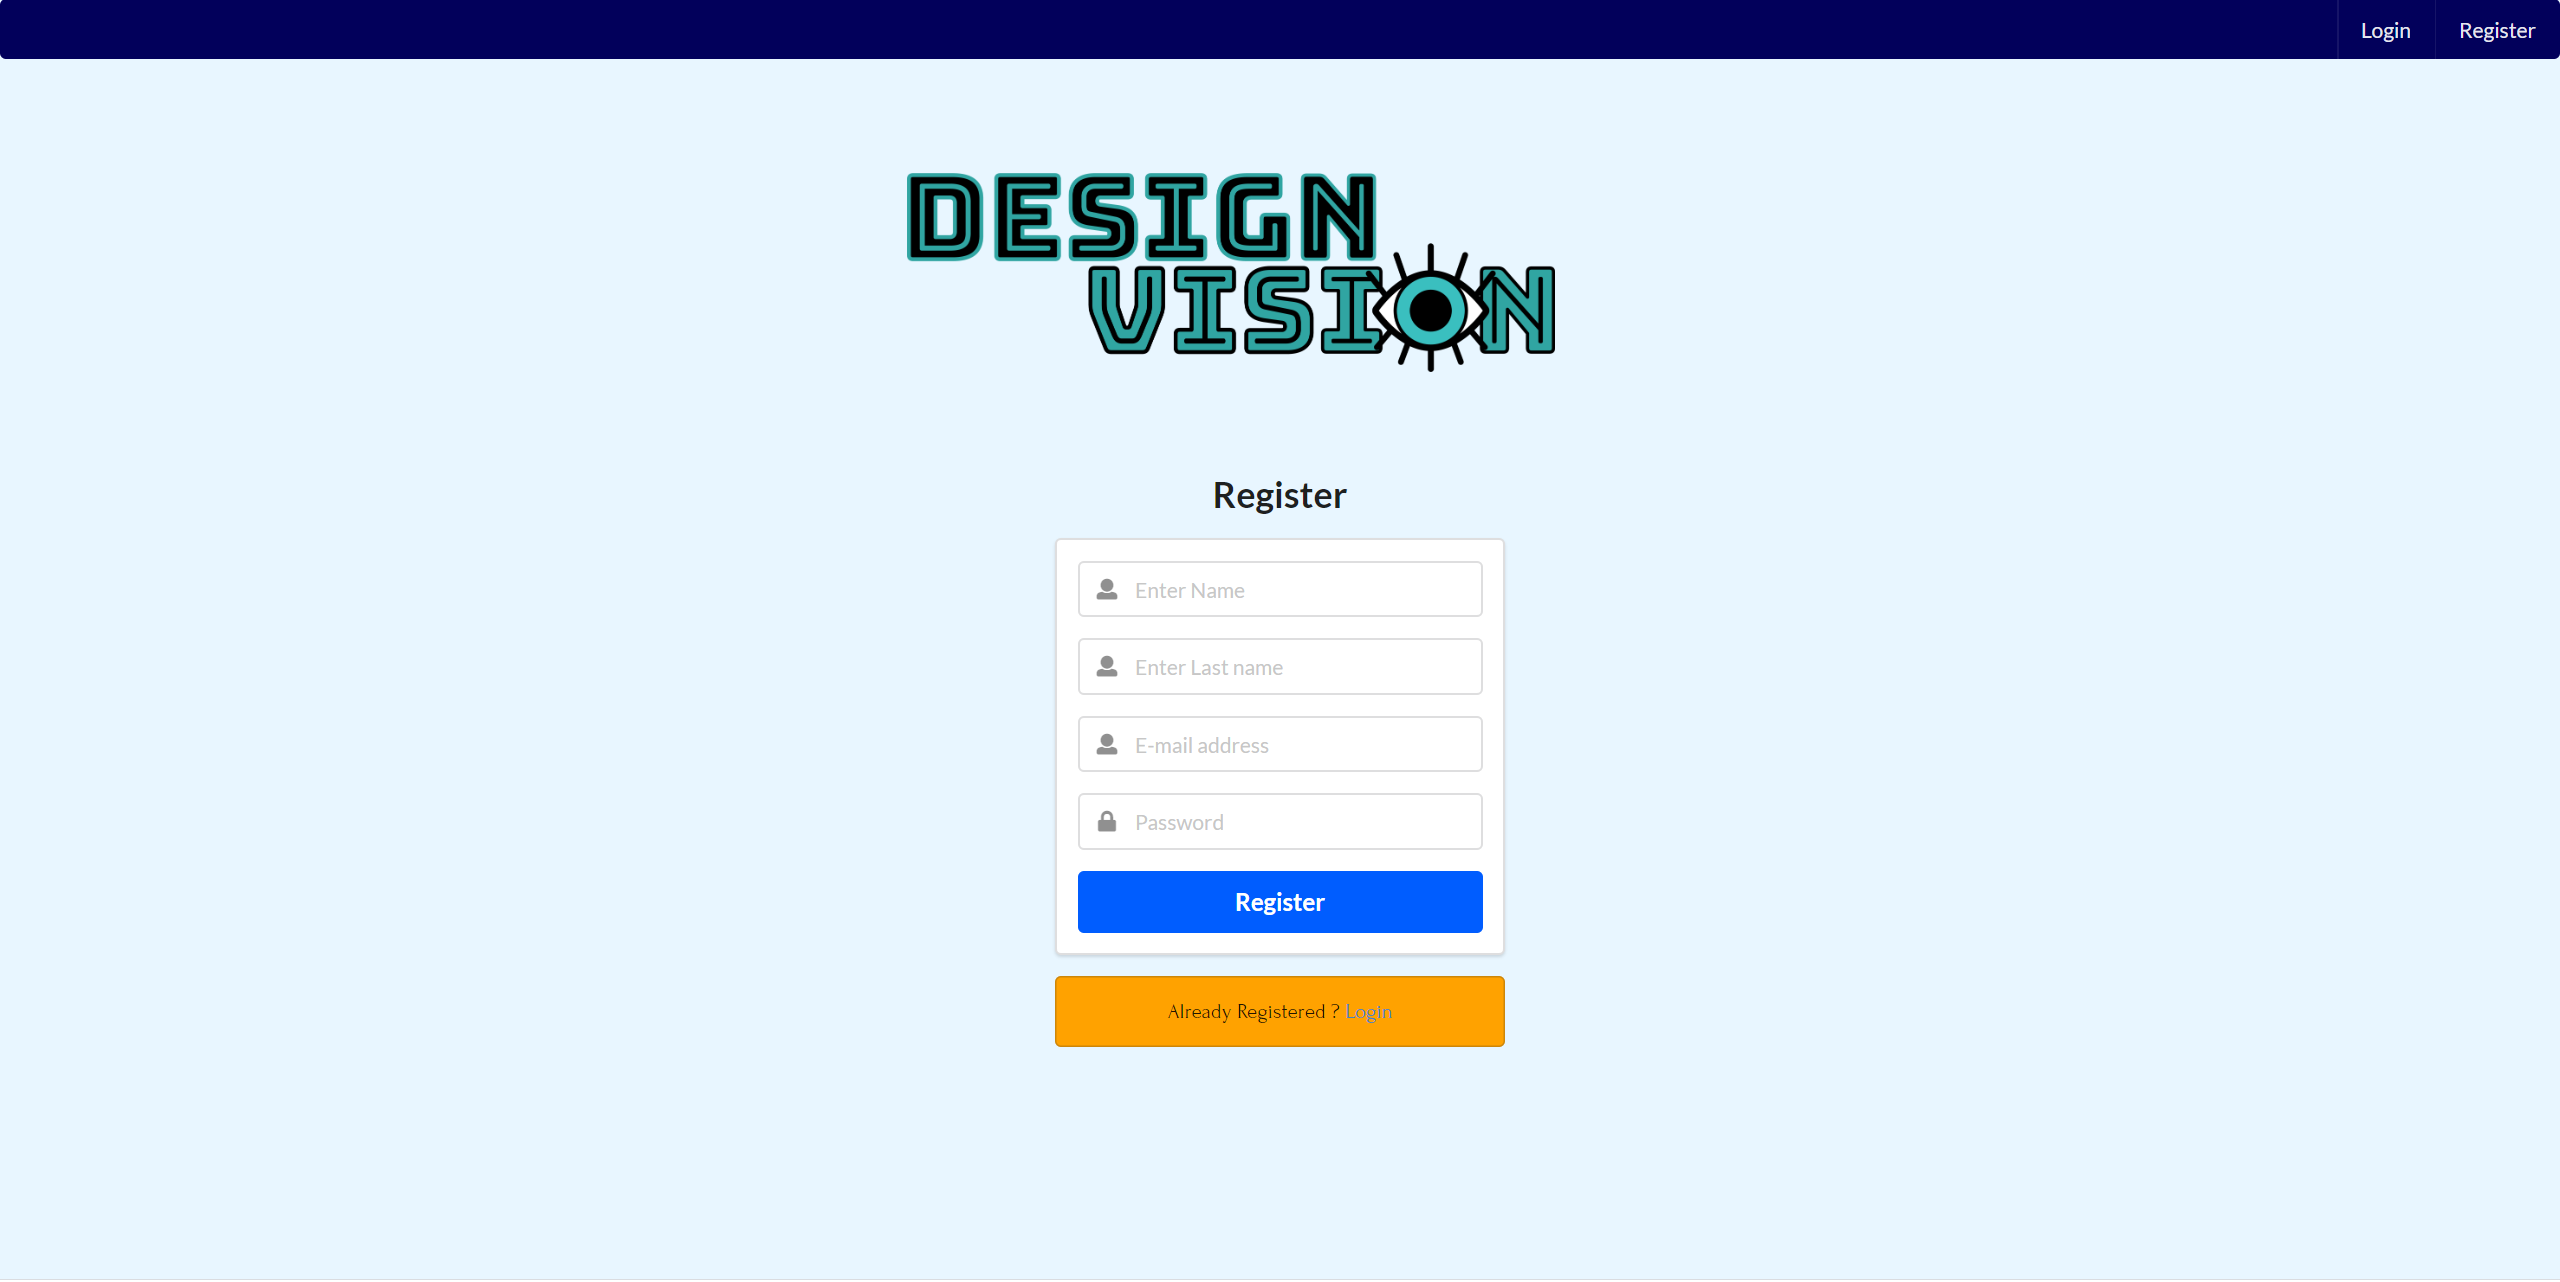 Login Register
DESIGN
VISION
Register
Enter Name
Enter Last name
E-mail address
Password
Register
Already Registered ? Login